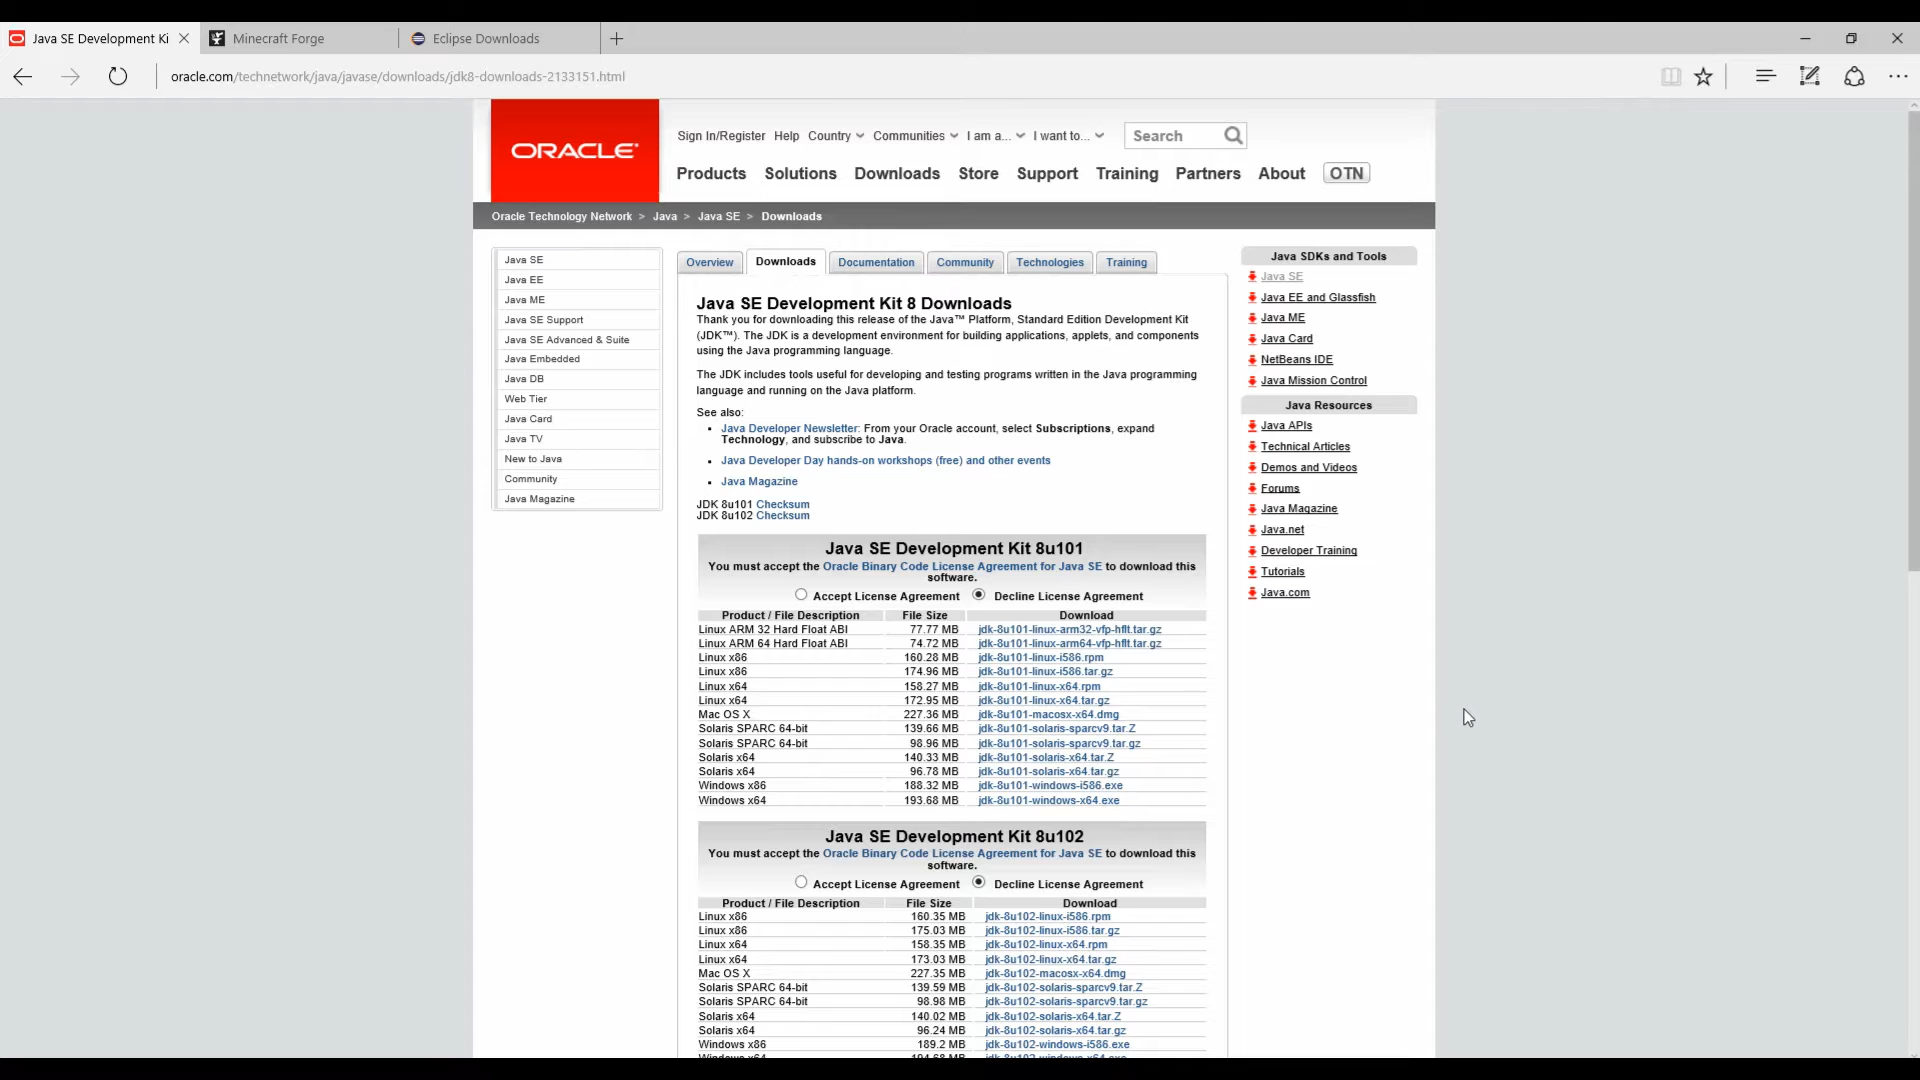 Java SE Development Ki
Minecraft Forge
Eclipse Downloads
oracle.com/technetwork/java/javase/downloads/jdk8-downloads-2133151.html
ORACLE
Sign In/Register Help Country Communities I am a... I want to... Search
Products Solutions Downloads Store Support Training Partners About OTN
Oracle Technology Network > Java > Java SE > Downloads
Java SE
Java EE
Java ME
Java SE Support
Java SE Advanced & Suite
Java Embedded
Java DB
Web Tier
Java Card
Java TV
New to Java
Community
Java Magazine
Overview Downloads Documentation Community Technologies Training
Java SE Development Kit 8 Downloads
Thank you for downloading this release of the Java™ Platform, Standard Edition Development Kit
(JDK™). The JDK is a development environment for building applications, applets, and components
using the Java programming language.
The JDK includes tools useful for developing and testing programs written in the Java programming
language and running on the Java platform.
See also:
Java Developer Newsletter: From your Oracle account, select Subscriptions, expand
Technology, and subscribe to Java.
Java Developer Day hands-on workshops (free) and other events
Java Magazine
JDK 8u101 Checksum
JDK 8u102 Checksum
Java SE Development Kit 8u101
You must accept the Oracle Binary Code License Agreement for Java SE to download this
software.
Accept License Agreement Decline License Agreement
Product / File Description File Size Download
Linux ARM 32 Hard Float ABI 77.77 MB jdk-8u101-linux-arm32-vfp-hflt.tar.gz
Linux ARM 64 Hard Float ABI 74.72 MB jdk-8u101-linux-arm64-vfp-hflt.tar.gz
Linux x86 160.28 MB jdk-8u101-linux-i586.rpm
Linux x86 174.96 MB jdk-8u101-linux-i586.tar.gz
Linux x64 158.27 MB jdk-8u101-linux-x64.rpm
Linux x64 172.95 MB jdk-8u101-linux-x64.tar.gz
Mac OS X 227.36 MB jdk-8u101-macosx-x64.dmg
Solaris SPARC 64-bit 139.66 MB jdk-8u101-solaris-sparcv9.tar.Z
Solaris SPARC 64-bit 98.96 MB jdk-8u101-solaris-sparcv9.tar.gz
Solaris x64 140.33 MB jdk-8u101-solaris-x64.tar.Z
Solaris x64 96.78 MB jdk-8u101-solaris-x64.tar.gz
Windows x86 188.32 MB jdk-8u101-windows-i586.exe
Windows x64 193.68 MB jdk-8u101-windows-x64.exe
Java SE Development Kit 8u102
You must accept the Oracle Binary Code License Agreement for Java SE to download this
software.
Accept License Agreement Decline License Agreement
Product / File Description File Size Download
Linux x86 160.35 MB jdk-8u102-linux-i586.rpm
Linux x86 175.03 MB jdk-8u102-linux-i586.tar.gz
Linux x64 158.35 MB jdk-8u102-linux-x64.rpm
Linux x64 173.03 MB jdk-8u102-linux-x64.tar.gz
Mac OS X 227.35 MB jdk-8u102-macosx-x64.dmg
Solaris SPARC 64-bit 139.59 MB jdk-8u102-solaris-sparcv9.tar.Z
Solaris SPARC 64-bit 98.98 MB jdk-8u102-solaris-sparcv9.tar.gz
Solaris x64 140.02 MB jdk-8u102-solaris-x64.tar.Z
Solaris x64 96.24 MB jdk-8u102-solaris-x64.tar.gz
Windows x86 189.2 MB jdk-8u102-windows-i586.exe
Windows x64 194.68 MB jdk-8u102-windows-x64.exe
Java SDKs and Tools
Java SE
Java EE and Glassfish
Java ME
Java Card
NetBeans IDE
Java Mission Control
Java Resources
Java APIs
Technical Articles
Demos and Videos
Forums
Java Magazine
Java.net
Developer Training
Tutorials
Java.com